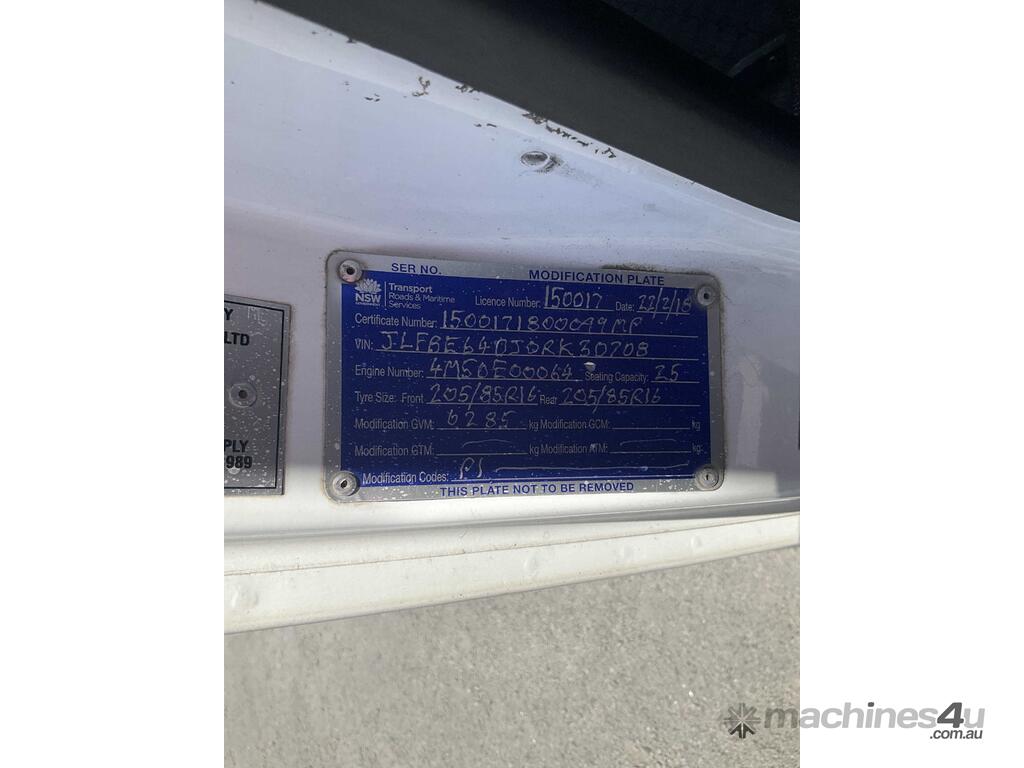 SER NO. MODIFICATION PLATE
NSW GOVERNMENT Transport Roads & Maritime Services Licence Number: 150017 Date: 22/2/18
Certificate Number: 15001718000A9MP
VIN: JLFBE64DJ0RK30708
Engine Number: 4M50E00064 Seating Capacity: 25
Tyre Size: Front 205/85R16 Rear 205/85R16
Modification GVM: 6285 kg Modification GCM: kg
Modification GTM: — kg Modification ATM: — kg
Modification Codes: P1 —
THIS PLATE NOT TO BE REMOVED
Y
LTD
PLY
989
machines4u
.com.au